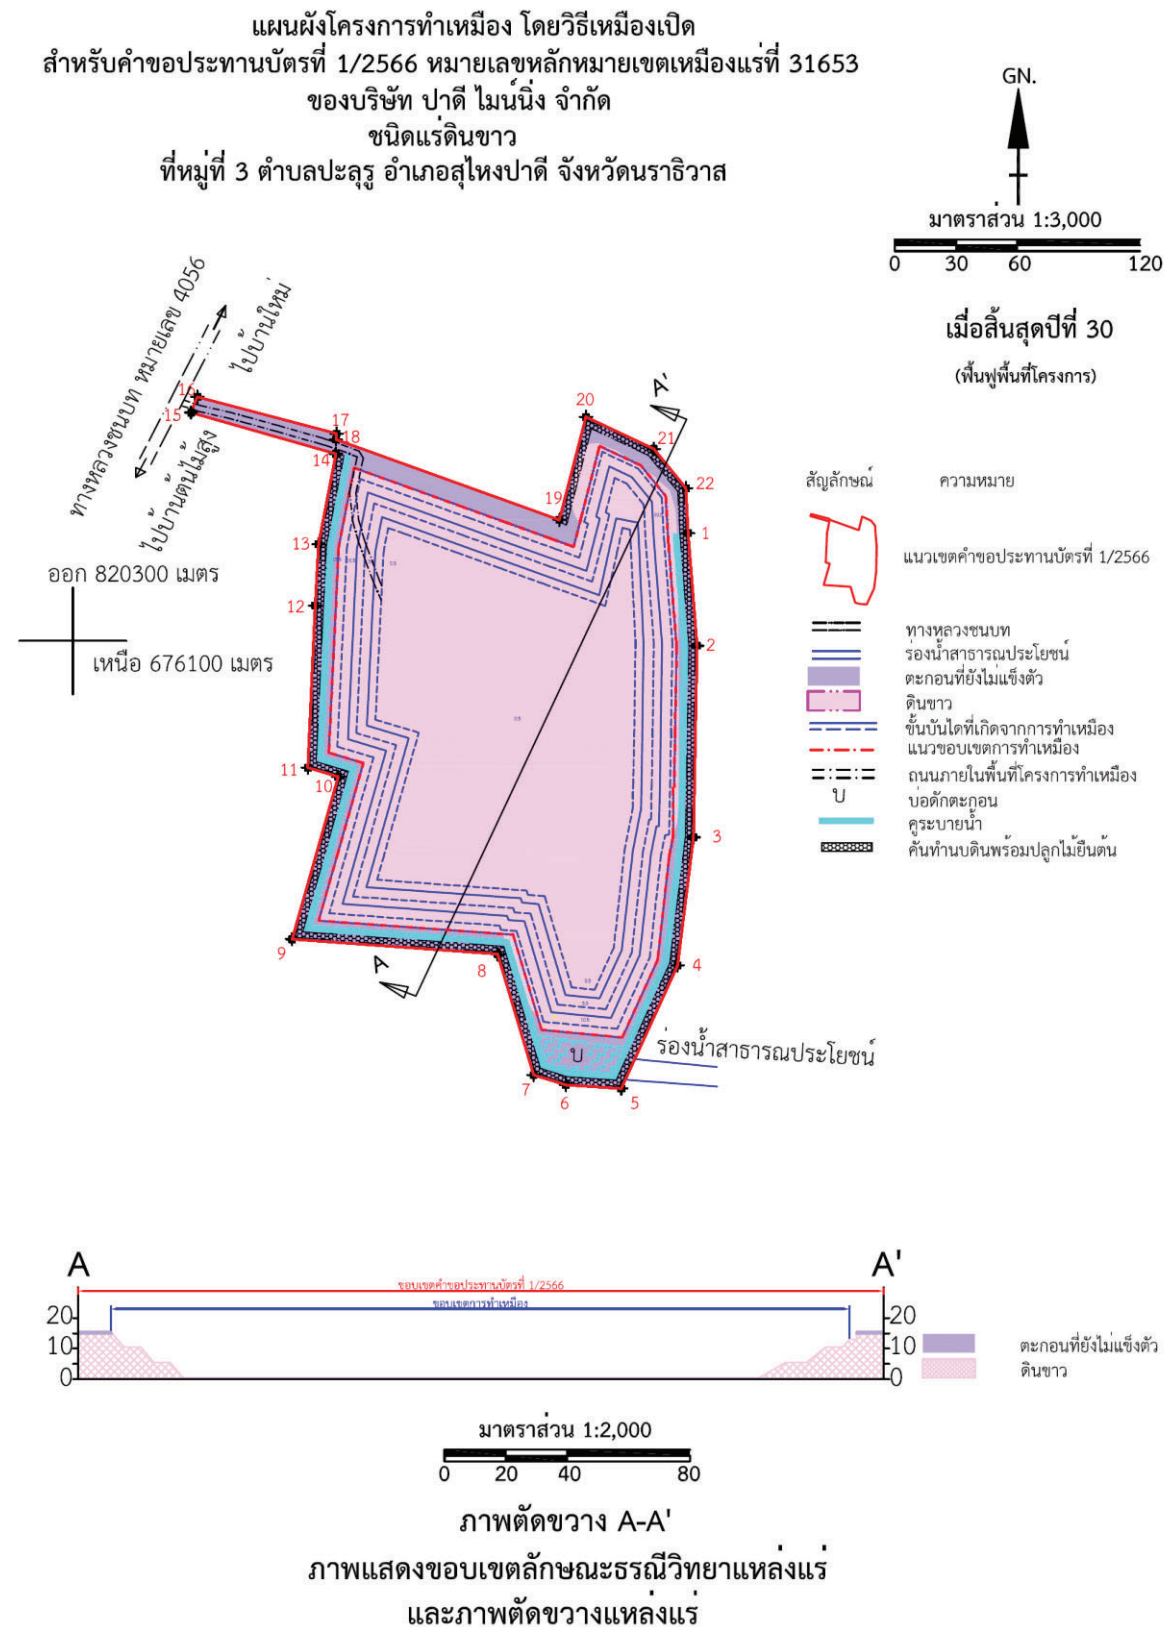 แผนผังโครงการทำเหมือง โดยวิธีเหมืองเปิด
สำหรับคำขอประทานบัตรที่ 1/2566 หมายเลขหลักหมายเขตเหมืองแร่ที่ 31653
ของบริษัท ปาดี ไมน์นิ่ง จำกัด
ชนิดแร่ดินขาว
ที่หมู่ที่ 3 ตำบลปะลุรู อำเภอสุไหงปาดี จังหวัดนราธิวาส
GN.
มาตราส่วน 1:3,000
0 30 60 120
เมื่อสิ้นสุดปีที่ 30
(ฟื้นฟูพื้นที่โครงการ)
ทางหลวงชนบท หมายเลข 4056
ไปบ้านใหม่
ไปบ้านต้นไม้สูง
16
15
17
18
14
20
A'
21
22
19
1
13
12
2
11
10
3
9
8
A
4
7
6
5
บ
ร่องน้ำสาธารณประโยชน์
ออก 820300 เมตร
เหนือ 676100 เมตร
สัญลักษณ์ ความหมาย
แนวเขตคำขอประทานบัตรที่ 1/2566
ทางหลวงชนบท
ร่องน้ำสาธารณประโยชน์
ตะกอนที่ยังไม่แข็งตัว
ดินขาว
ขั้นบันไดที่เกิดจากการทำเหมือง
แนวขอบเขตการทำเหมือง
ถนนภายในพื้นที่โครงการทำเหมือง
บ บ่อดักตะกอน
คูระบายน้ำ
คันทำนบดินพร้อมปลูกไม้ยืนต้น
A A'
ขอบเขตคำขอประทานบัตรที่ 1/2566
ขอบเขตการทำเหมือง
20 20
10 10
0 0
ตะกอนที่ยังไม่แข็งตัว
ดินขาว
มาตราส่วน 1:2,000
0 20 40 80
ภาพตัดขวาง A-A'
ภาพแสดงขอบเขตลักษณะธรณีวิทยาแหล่งแร่
และภาพตัดขวางแหล่งแร่